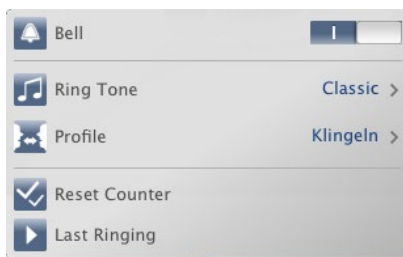 Bell
Ring Tone Classic
Profile Klingeln
Reset Counter
Last Ringing